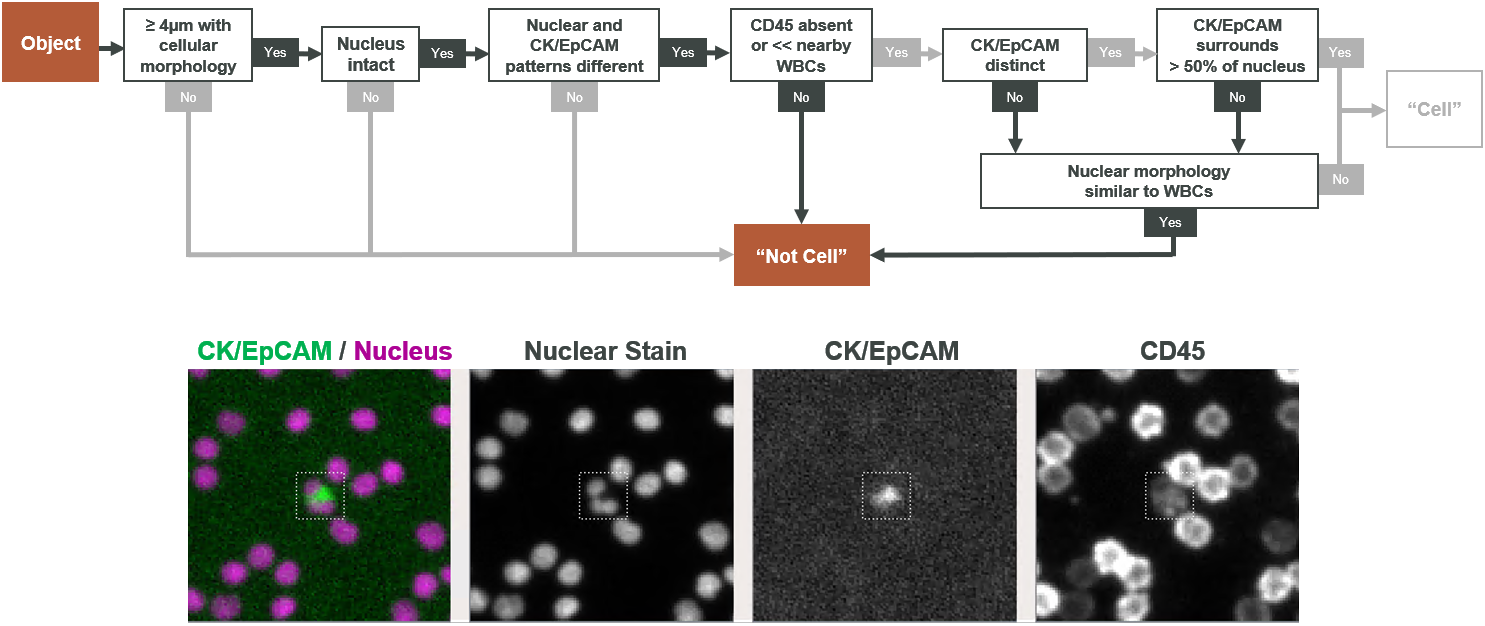 Object
≥ 4µm with
cellular
morphology
Yes
No
Nucleus
intact
Yes
No
Nuclear and
CK/EpCAM
patterns different
Yes
No
CD45 absent
or << nearby
WBCs
Yes
No
CK/EpCAM
distinct
Yes
No
CK/EpCAM
surrounds
> 50% of nucleus
Yes
No
“Cell”
Nuclear morphology
similar to WBCs
No
Yes
“Not Cell”
CK/EpCAM / Nucleus
Nuclear Stain
CK/EpCAM
CD45